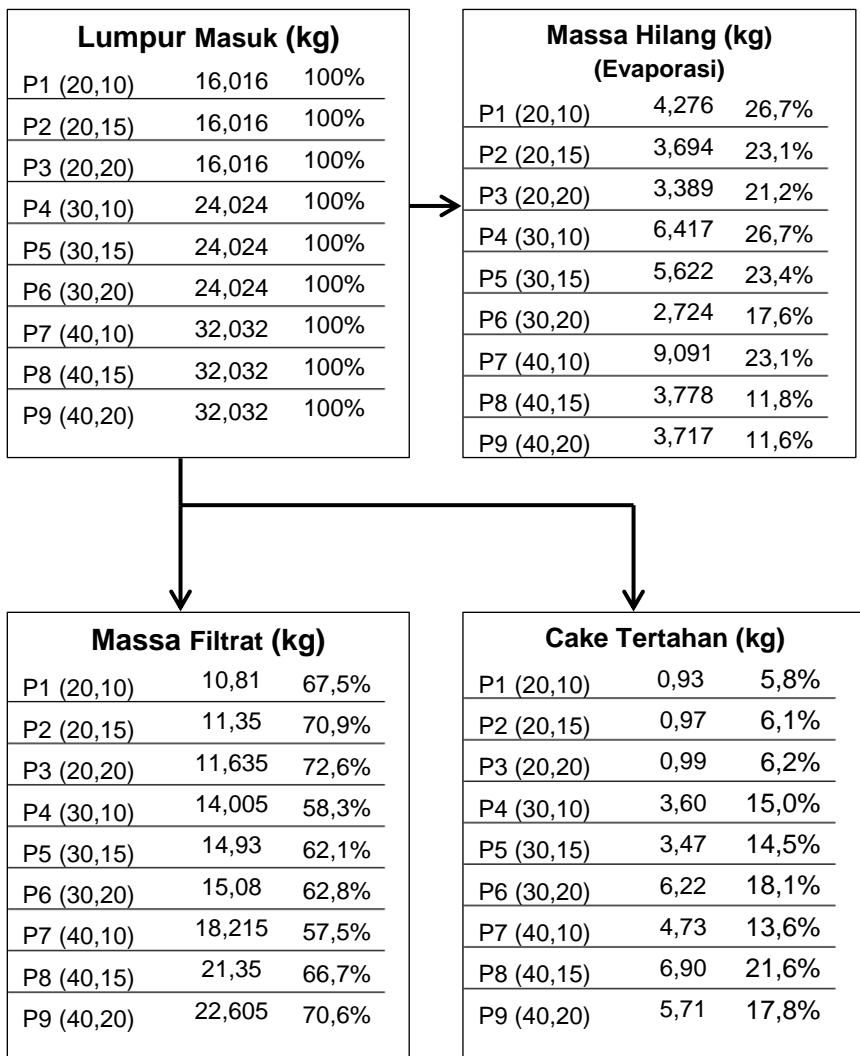 Lumpur Masuk (kg)
P1 (20,10) 16,016 100%
P2 (20,15) 16,016 100%
P3 (20,20) 16,016 100%
P4 (30,10) 24,024 100%
P5 (30,15) 24,024 100%
P6 (30,20) 24,024 100%
P7 (40,10) 32,032 100%
P8 (40,15) 32,032 100%
P9 (40,20) 32,032 100%
Massa Hilang (kg)
(Evaporasi)
P1 (20,10) 4,276 26,7%
P2 (20,15) 3,694 23,1%
P3 (20,20) 3,389 21,2%
P4 (30,10) 6,417 26,7%
P5 (30,15) 5,622 23,4%
P6 (30,20) 2,724 17,6%
P7 (40,10) 9,091 23,1%
P8 (40,15) 3,778 11,8%
P9 (40,20) 3,717 11,6%
Massa Filtrat (kg)
P1 (20,10) 10,81 67,5%
P2 (20,15) 11,35 70,9%
P3 (20,20) 11,635 72,6%
P4 (30,10) 14,005 58,3%
P5 (30,15) 14,93 62,1%
P6 (30,20) 15,08 62,8%
P7 (40,10) 18,215 57,5%
P8 (40,15) 21,35 66,7%
P9 (40,20) 22,605 70,6%
Cake Tertahan (kg)
P1 (20,10) 0,93 5,8%
P2 (20,15) 0,97 6,1%
P3 (20,20) 0,99 6,2%
P4 (30,10) 3,60 15,0%
P5 (30,15) 3,47 14,5%
P6 (30,20) 6,22 18,1%
P7 (40,10) 4,73 13,6%
P8 (40,15) 6,90 21,6%
P9 (40,20) 5,71 17,8%